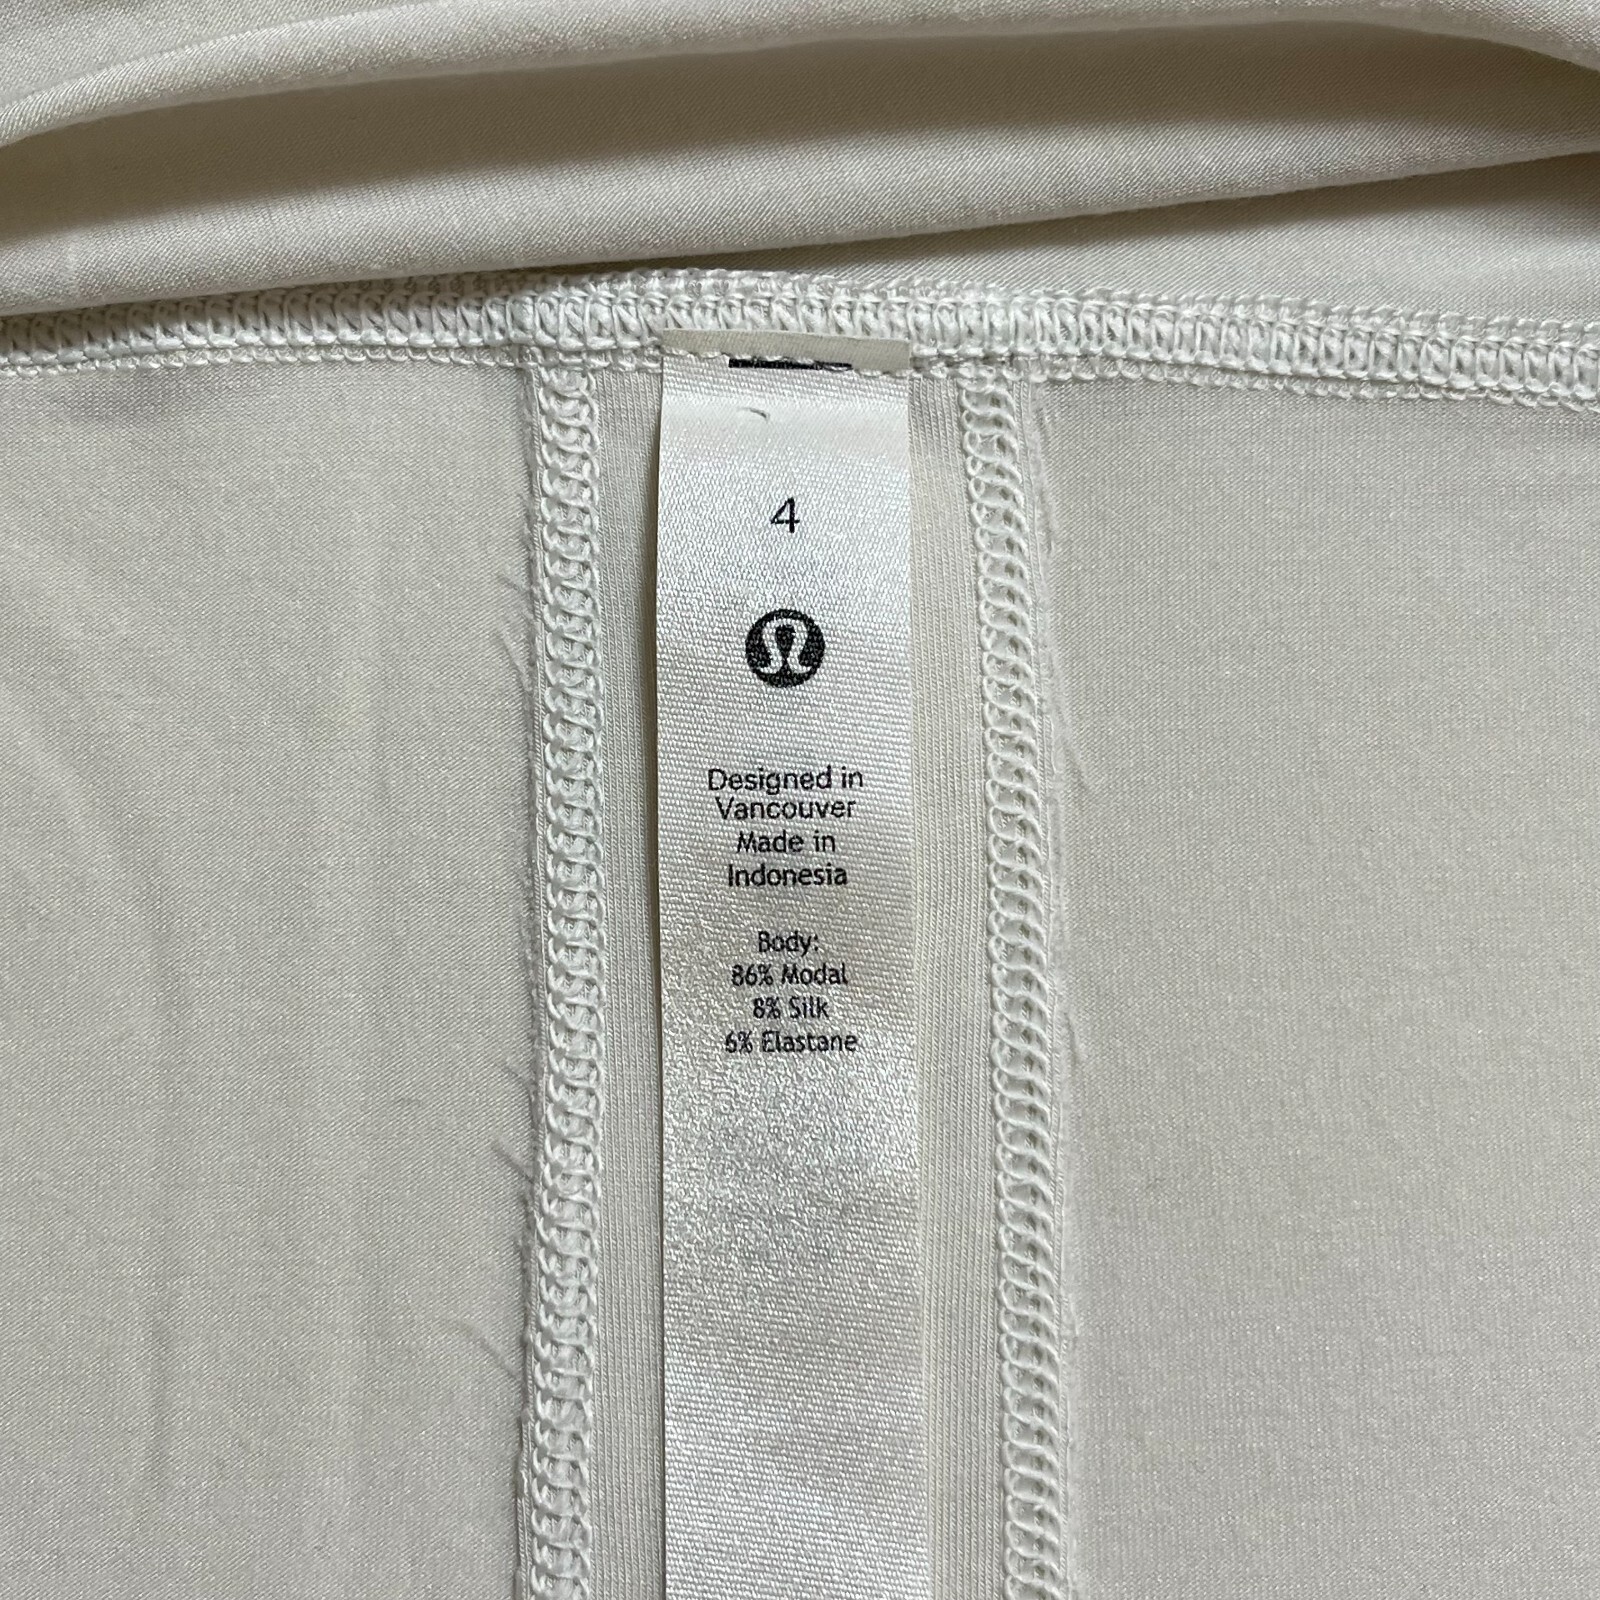 4
Designed in
Vancouver
Made in
Indonesia
Body:
86% Modal
8% Silk
6% Elastane